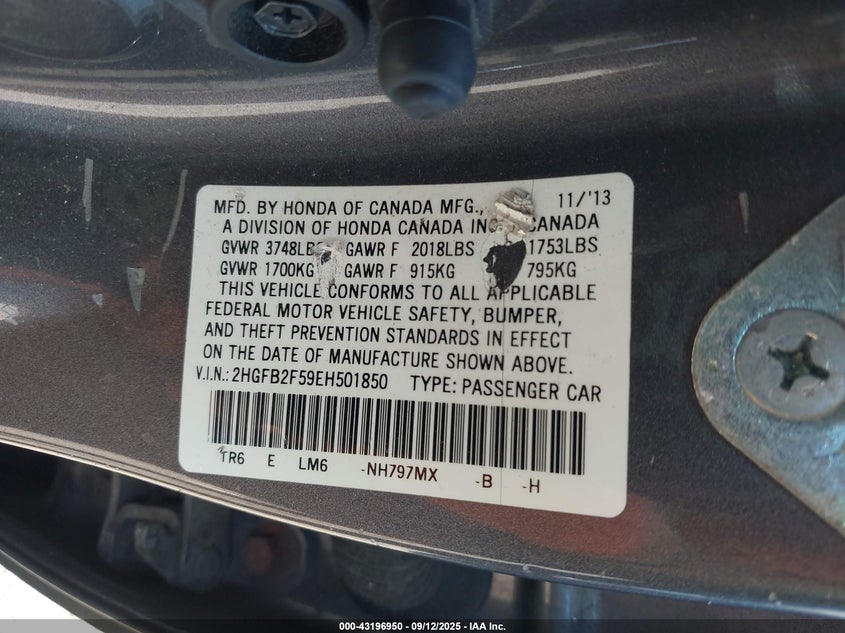 MFD. BY HONDA OF CANADA MFG., 11/'13
A DIVISION OF HONDA CANADA INC. CANADA
GVWR 3748LBS GAWR F 2018LBS 1753LBS
GVWR 1700KG GAWR F 915KG 795KG
THIS VEHICLE CONFORMS TO ALL APPLICABLE
FEDERAL MOTOR VEHICLE SAFETY, BUMPER,
AND THEFT PREVENTION STANDARDS IN EFFECT
ON THE DATE OF MANUFACTURE SHOWN ABOVE.
V.I.N.: 2HGFB2F59EH501850 TYPE: PASSENGER CAR
TR6 E LM6 -NH797MX -B -H
000-43196950 - 09/12/2025 - IAA Inc.